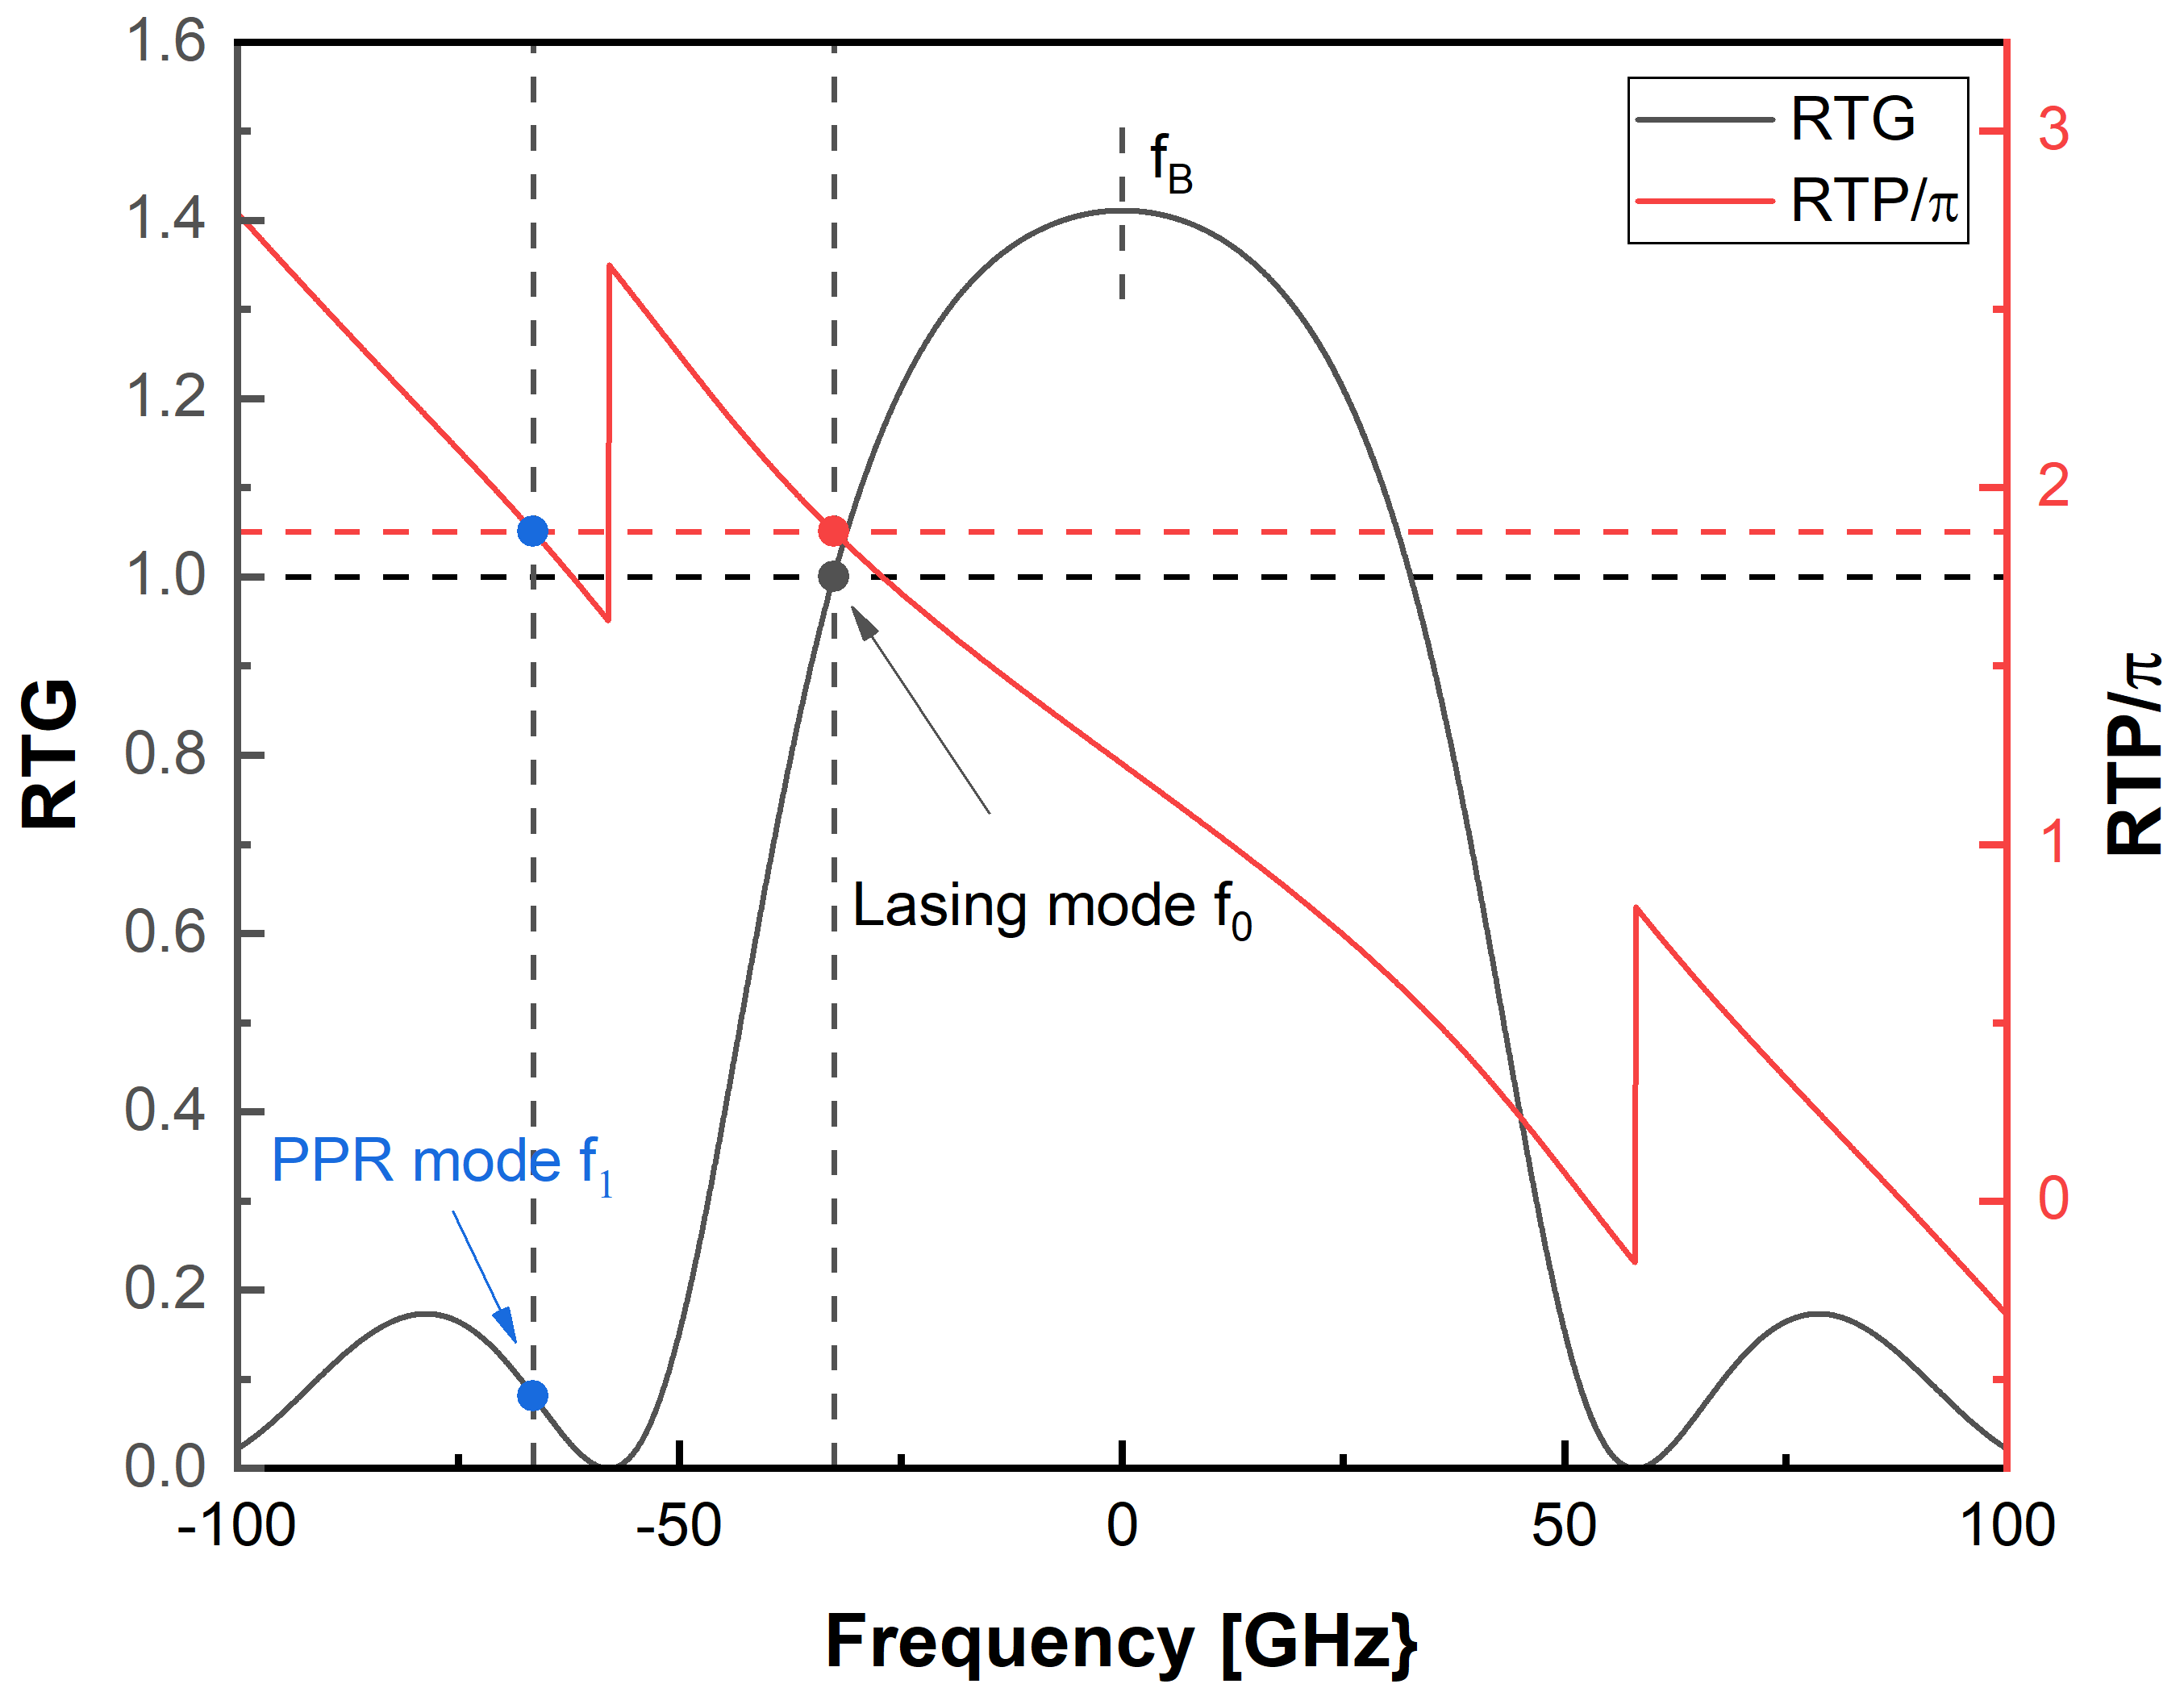 1.6
1.4
1.2
1.0
0.8
0.6
0.4
0.2
0.0
RTG
f_B
RTG
RTP/π
3
2
1
0
RTP/π
Lasing mode f_0
PPR mode f_1
-100
-50
0
50
100
Frequency [GHz}